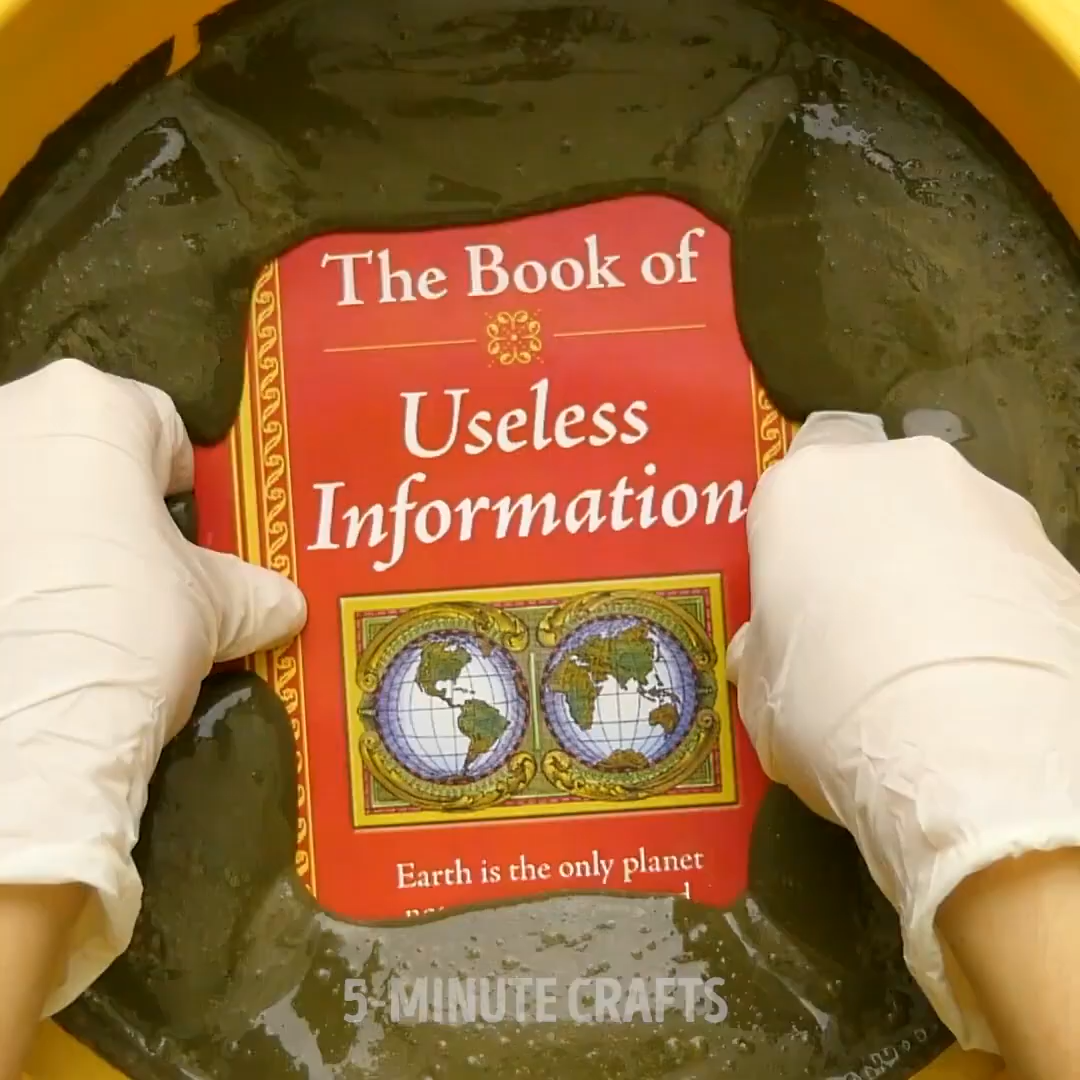 The Book of
Useless
Information
Earth is the only planet
5-MINUTE CRAFTS